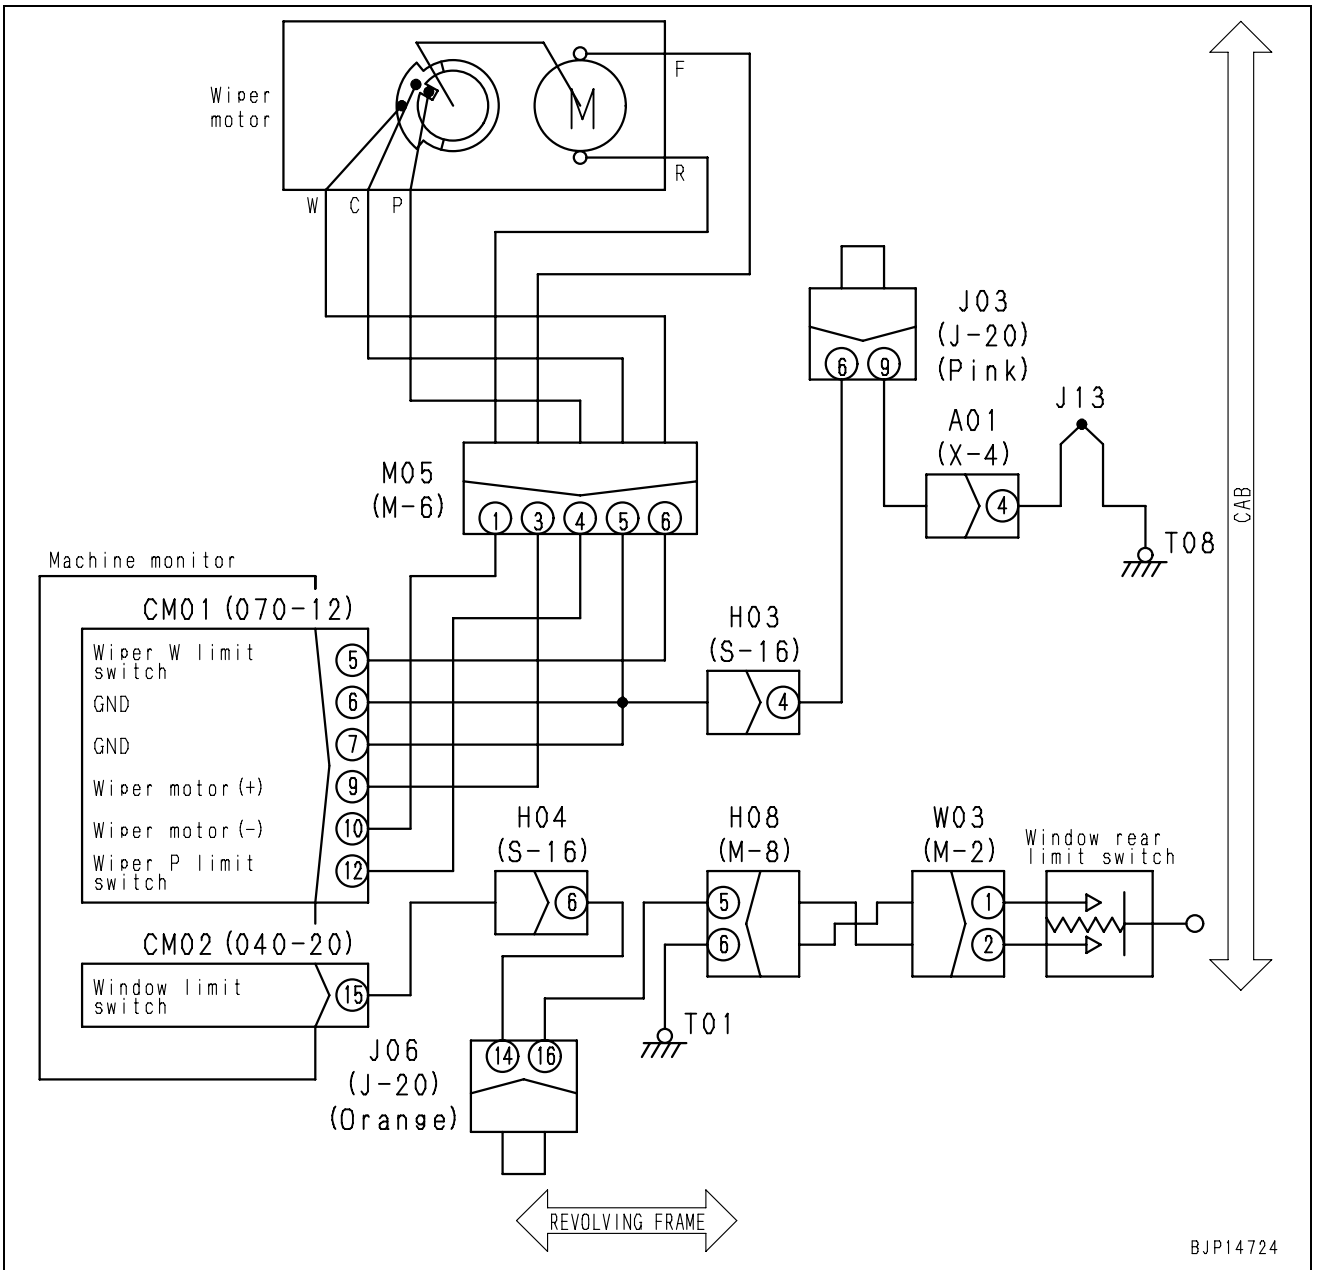 Wiper
motor
F
M
R
W C P
J03
(J-20)
(Pink)
6 9
J13
A01
(X-4)
4
T08
CAB
M05
(M-6)
1 3 4 5 6
Machine monitor
CM01 (070-12)
Wiper W limit
switch
5
GND
6
GND
7
Wiper motor (+)
9
Wiper motor (-)
10
Wiper P limit
switch
12
H03
(S-16)
4
H04
(S-16)
6
H08
(M-8)
5
6
W03
(M-2)
1
2
Window rear
limit switch
CM02 (040-20)
Window limit
switch
15
T01
J06
(J-20)
(Orange)
14 16
REVOLVING FRAME
BJP14724